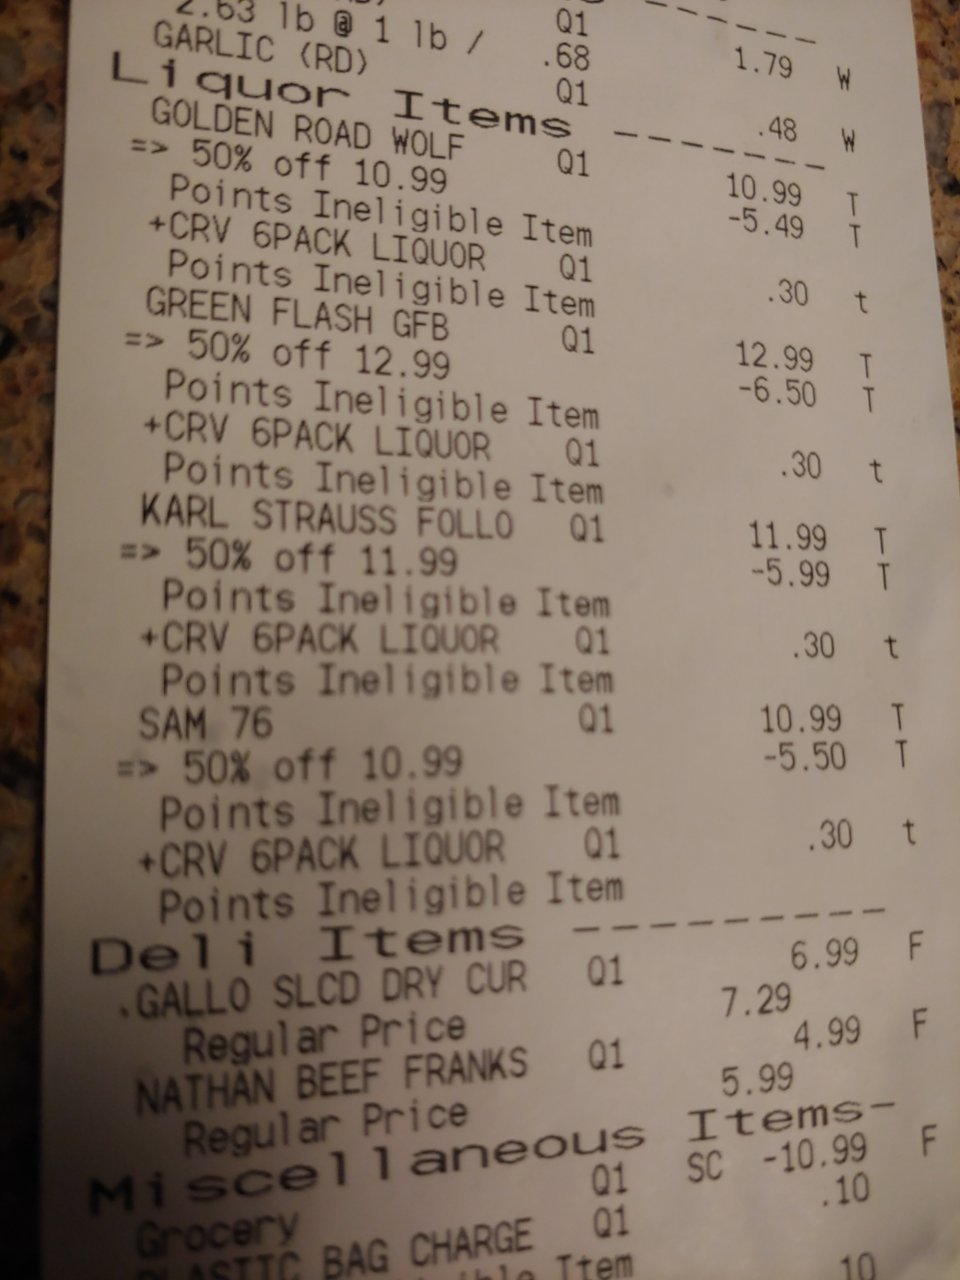 2.63 lb @ 1 lb / .68
Q1 1.79 W
GARLIC (RD) Q1 .48 W
Liquor Items ---------
GOLDEN ROAD WOLF Q1 10.99 T
=> 50% off 10.99 -5.49 T
Points Ineligible Item
+CRV 6PACK LIQUOR Q1 .30 t
Points Ineligible Item
GREEN FLASH GFB Q1 12.99 T
=> 50% off 12.99 -6.50 T
Points Ineligible Item
+CRV 6PACK LIQUOR Q1 .30 t
Points Ineligible Item
KARL STRAUSS FOLLO Q1 11.99 T
=> 50% off 11.99 -5.99 T
Points Ineligible Item
+CRV 6PACK LIQUOR Q1 .30 t
Points Ineligible Item
SAM 76 Q1 10.99 T
=> 50% off 10.99 -5.50 T
Points Ineligible Item
+CRV 6PACK LIQUOR Q1 .30 t
Points Ineligible Item
Deli Items ---------
.GALLO SLCD DRY CUR Q1 6.99 F
Regular Price 7.29
NATHAN BEEF FRANKS Q1 4.99 F
Regular Price 5.99
Miscellaneous Items-
Grocery Q1 SC -10.99 F
PLASTIC BAG CHARGE Q1 .10
Item 10